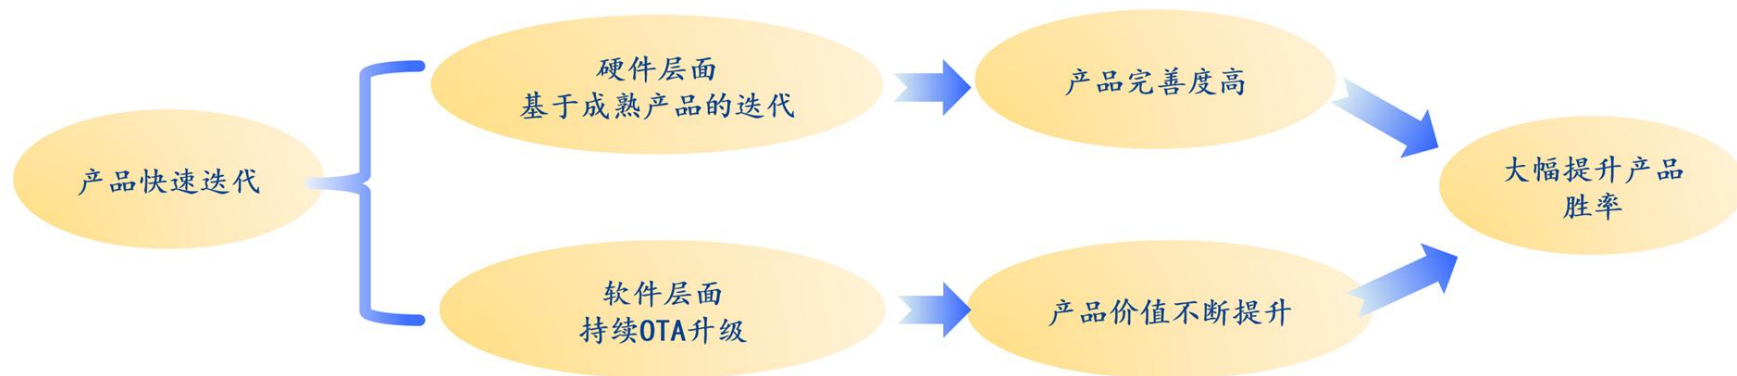 产品快速迭代
硬件层面
基于成熟产品的迭代
产品完善度高
软件层面
持续OTA升级
产品价值不断提升
大幅提升产品
胜率